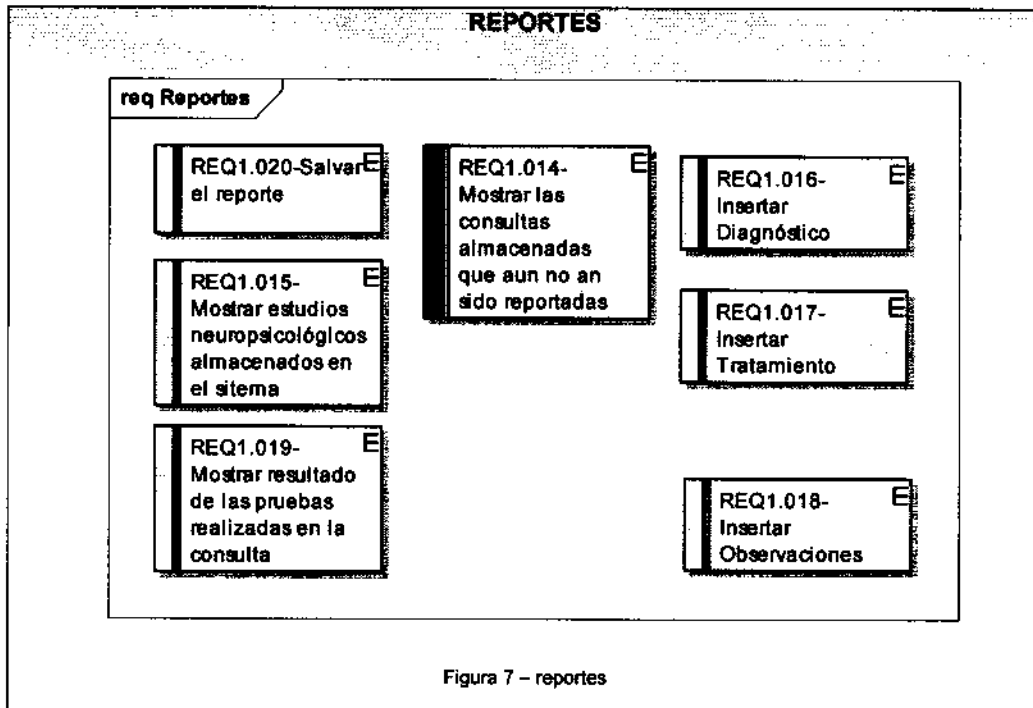 REPORTES
req Reportes
REQ1.020-Salvar
el reporte
E
REQ1.015-
Mostrar estudios
neuropsicológicos
almacenados en
el sitema
E
REQ1.019-
Mostrar resultado
de las pruebas
realizadas en la
consulta
E
REQ1.014-
Mostrar las
consultas
almacenadas
que aun no an
sido reportadas
E
REQ1.016-
Insertar
Diagnóstico
E
REQ1.017-
Insertar
Tratamiento
E
REQ1.018-
Insertar
Observaciones
E
Figura 7 – reportes